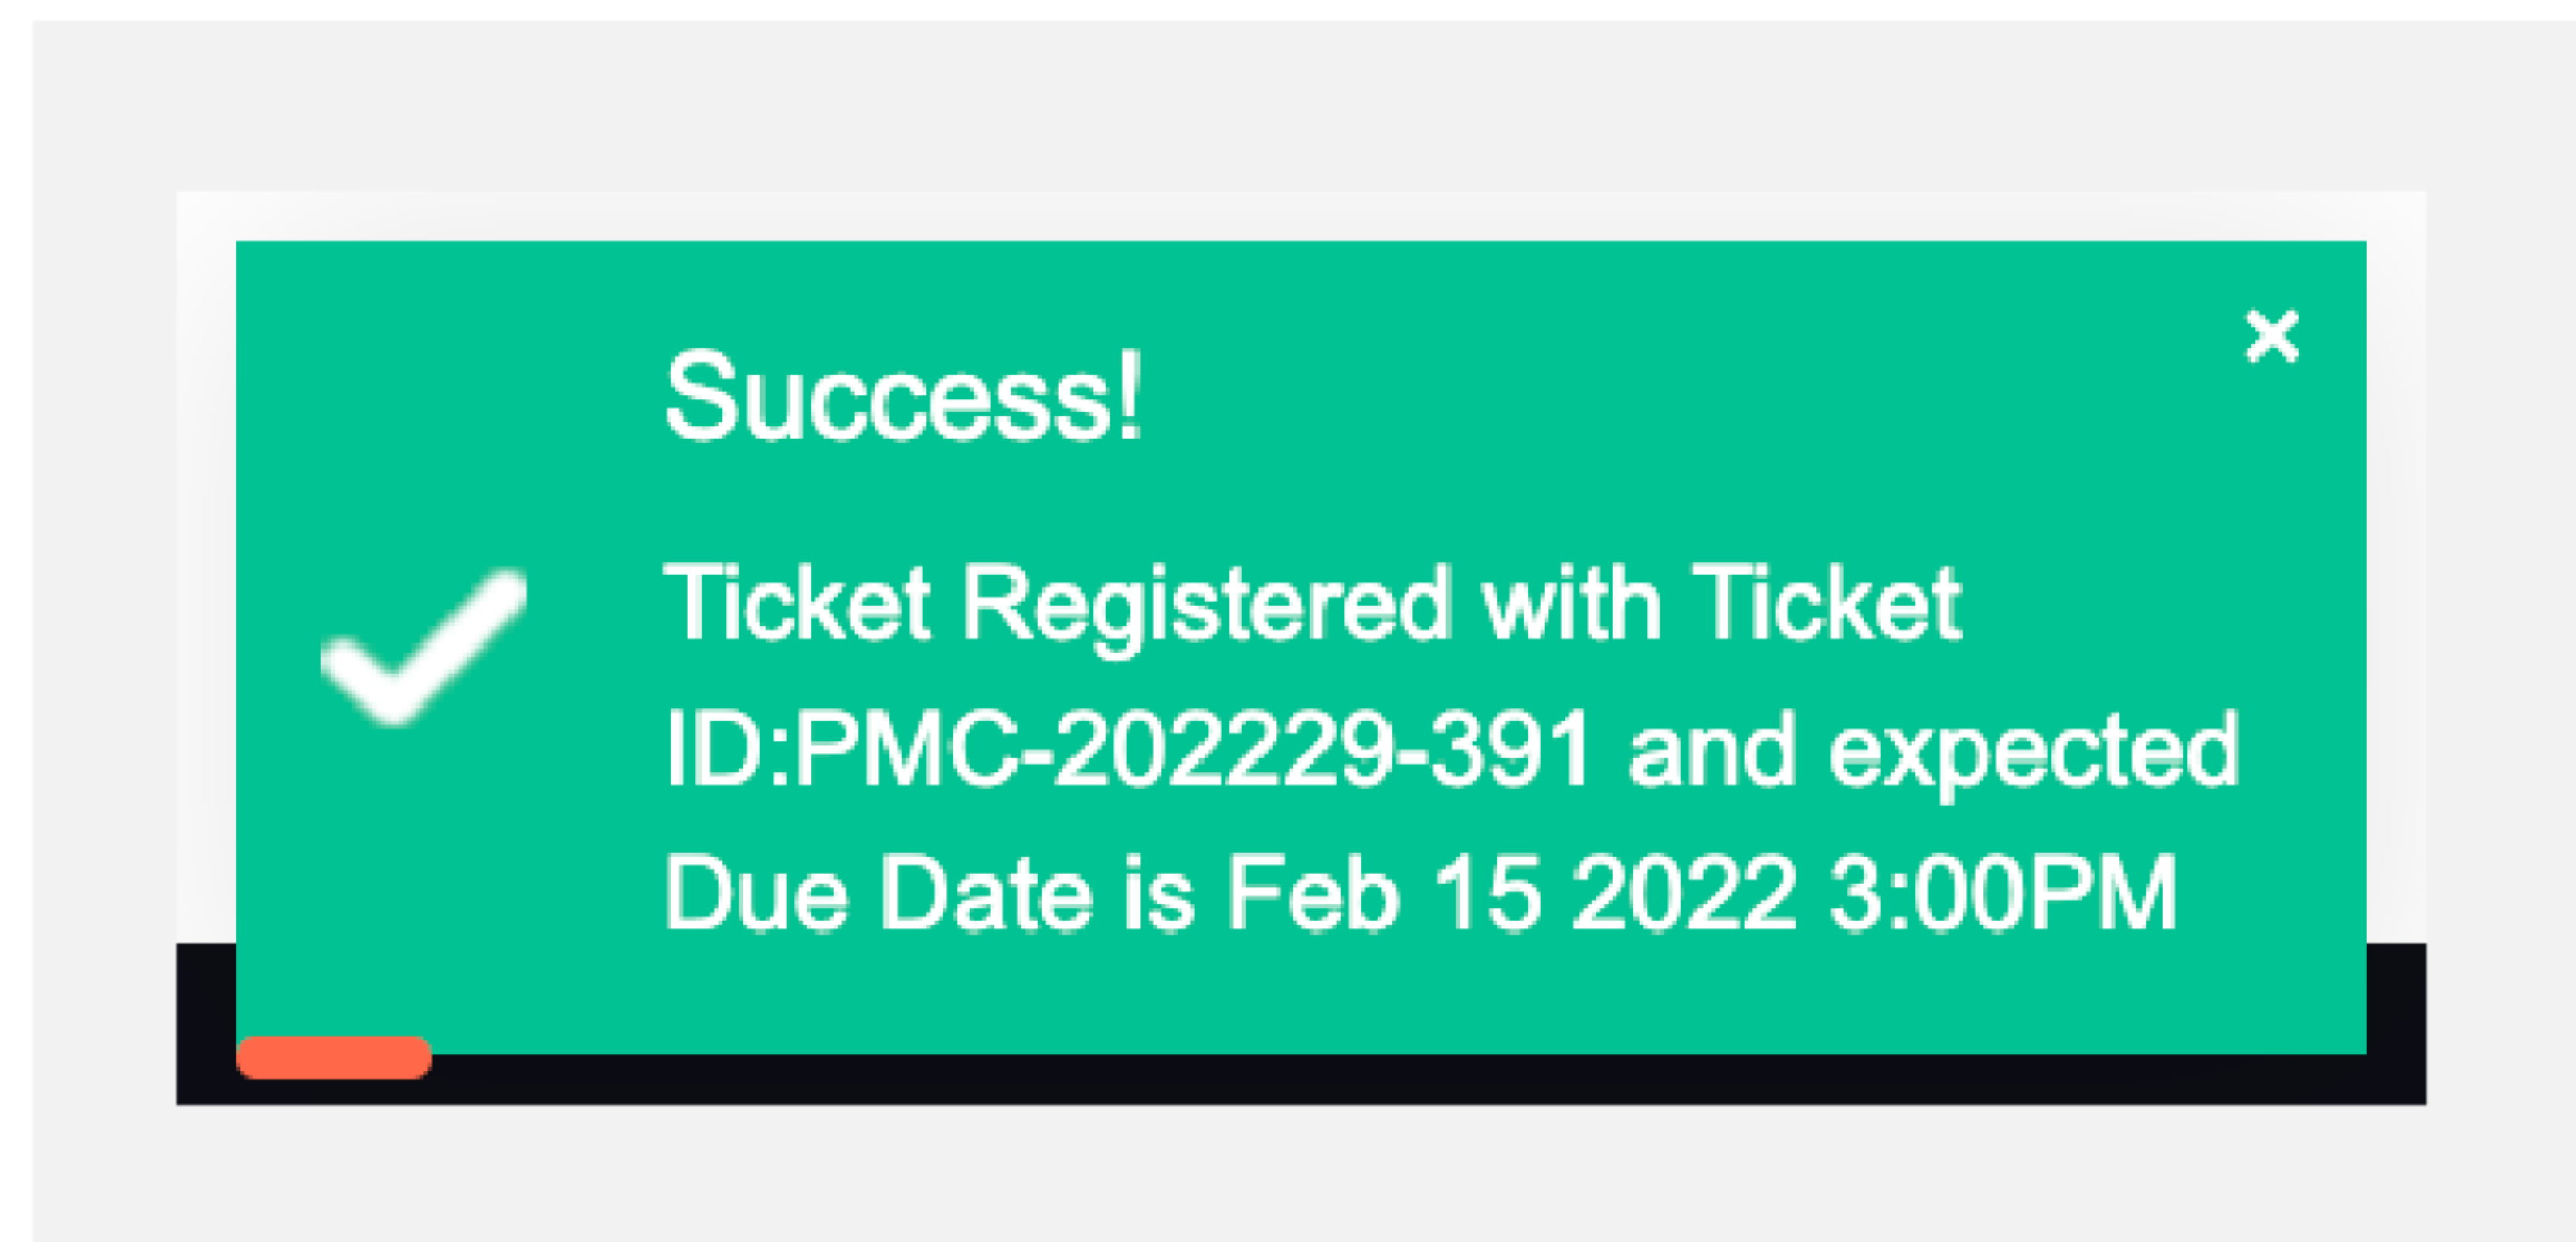 Success!
Ticket Registered with Ticket
ID:PMC-202229-391 and expected
Due Date is Feb 15 2022 3:00PM